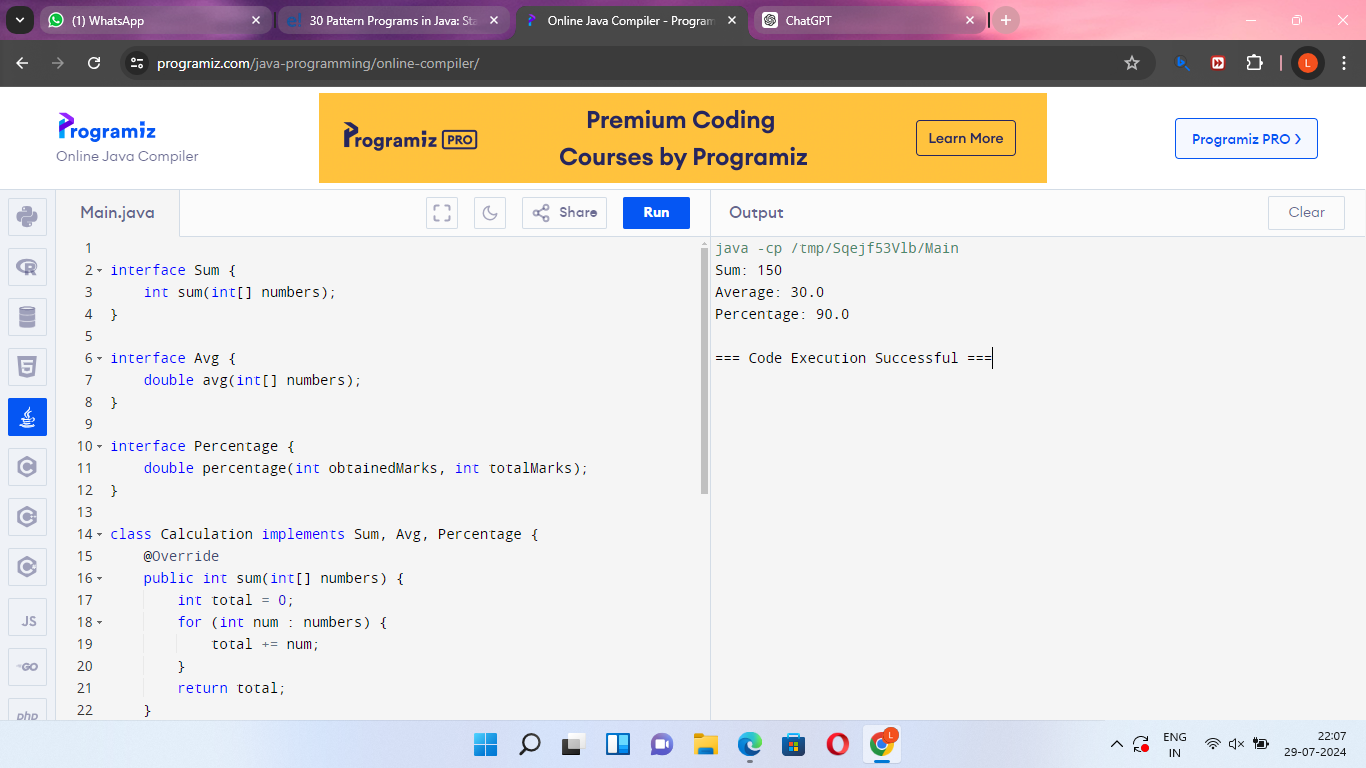 (1) WhatsApp
30 Pattern Programs in Java: Sta
Online Java Compiler - Program
ChatGPT
programiz.com/java-programming/online-compiler/
L
Programiz
Online Java Compiler
Programiz PRO
Premium Coding
Courses by Programiz
Learn More
Programiz PRO >
Main.java
Share
Run
Output
Clear
1
2 interface Sum {
3 int sum(int[] numbers);
4 }
5
6 interface Avg {
7 double avg(int[] numbers);
8 }
9
10 interface Percentage {
11 double percentage(int obtainedMarks, int totalMarks);
12 }
13
14 class Calculation implements Sum, Avg, Percentage {
15 @Override
16 public int sum(int[] numbers) {
17 int total = 0;
18 for (int num : numbers) {
19 total += num;
20 }
21 return total;
22 }
java -cp /tmp/Sqejf53Vlb/Main
Sum: 150
Average: 30.0
Percentage: 90.0
=== Code Execution Successful ===
JS
GO
php
L
ENG
IN
22:07
29-07-2024